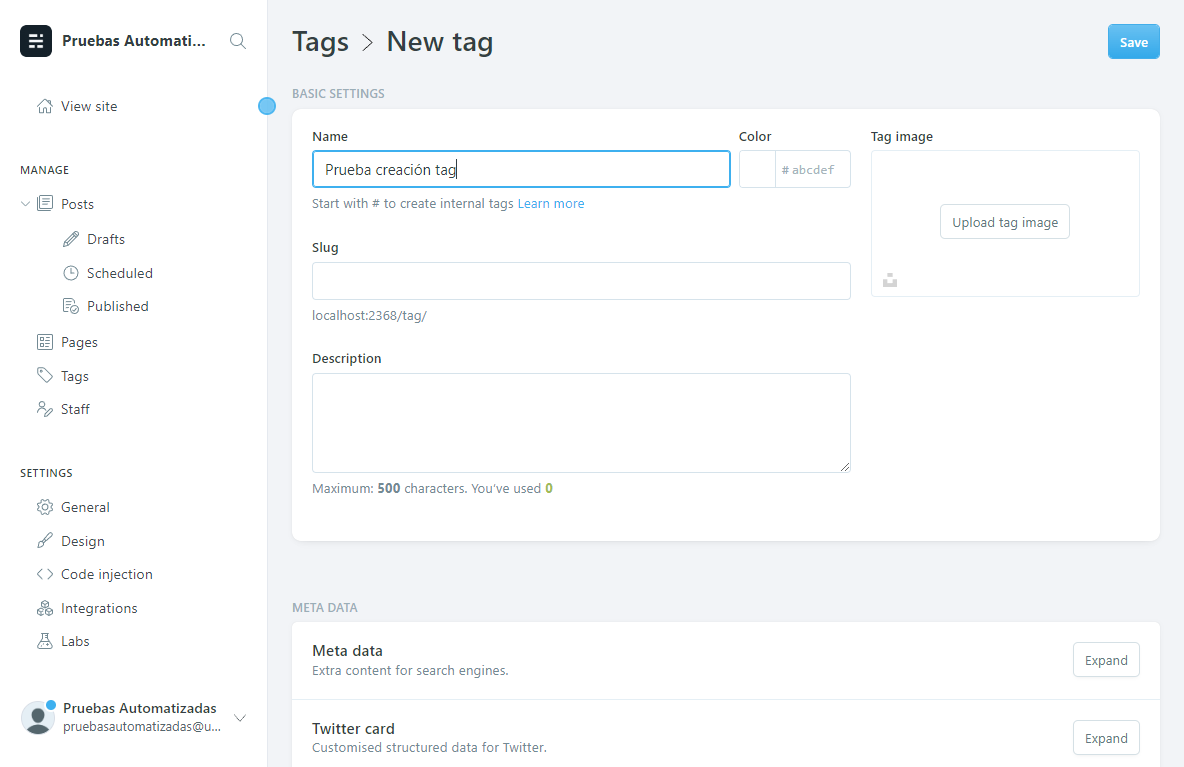 Pruebas Automati...
View site
MANAGE
Posts
Drafts
Scheduled
Published
Pages
Tags
Staff
SETTINGS
General
Design
Code injection
Integrations
Labs
Pruebas Automatizadas
pruebasautomatizadas@u...
Tags > New tag
Save
BASIC SETTINGS
Name
Prueba creación tag
Start with # to create internal tags Learn more
Color
# abcdef
Tag image
Upload tag image
Slug
localhost:2368/tag/
Description
Maximum: 500 characters. You've used 0
META DATA
Meta data
Extra content for search engines.
Expand
Twitter card
Customised structured data for Twitter.
Expand